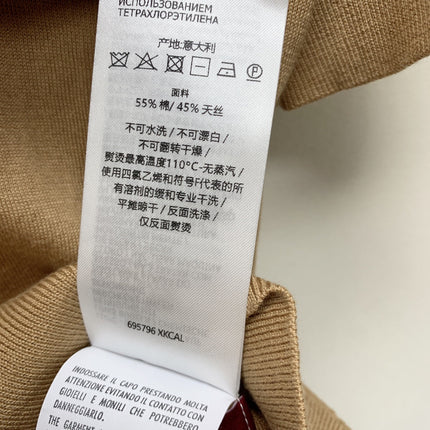 ИСПОЛЬЗОВАНИЕМ
ТЕТРАХЛОРЭТИЛЕНА
产地:意大利
面料
55% 棉/ 45% 天丝
不可水洗/不可漂白/
不可翻转干燥/
熨烫最高温度110°C-无蒸汽/
使用四氯乙烯和符号F代表的所
有溶剂的缓和专业干洗/
平摊晾干/反面洗涤/
仅反面熨烫
695796 XKCAL
INDOSSARE IL CAPO PRESTANDO MOLTA
ATTENZIONE EVITANDO IL CONTATTO CON
GIOIELLI E MONILI CHE POTREBBERO
DANNEGGIARLO.
THE GARMENT